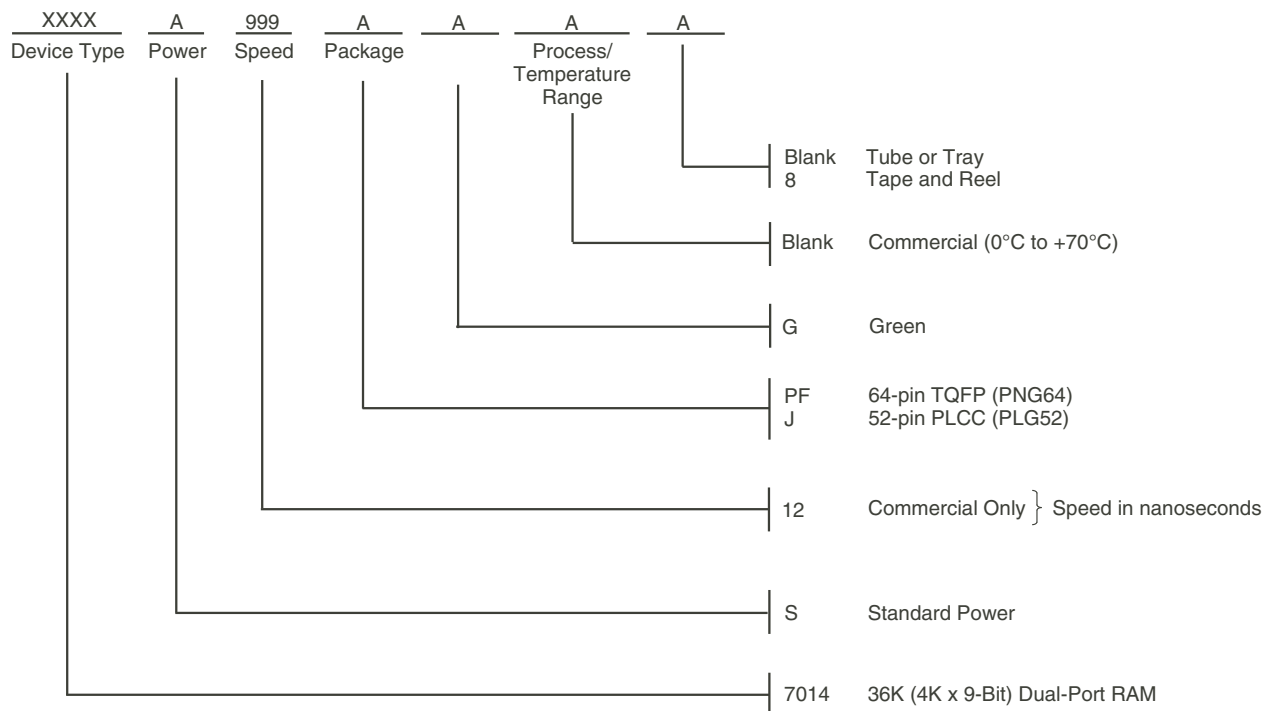 XXXX A 999 A A A A
Device Type Power Speed Package Process/
Temperature
Range
Blank Tube or Tray
8 Tape and Reel
Blank Commercial (0°C to +70°C)
G Green
PF 64-pin TQFP (PNG64)
J 52-pin PLCC (PLG52)
12 Commercial Only } Speed in nanoseconds
S Standard Power
7014 36K (4K x 9-Bit) Dual-Port RAM